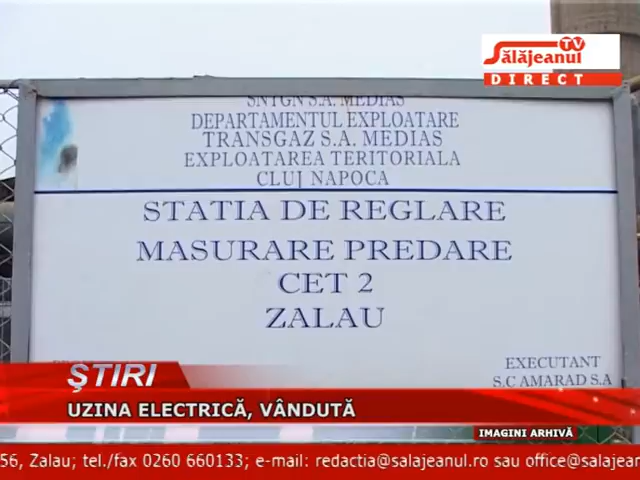 Sălăjeanul TV
DIRECT
SNTGN S.A. MEDIAS
DEPARTAMENTUL EXPLOATARE
TRANSGAZ S.A. MEDIAS
EXPLOATAREA TERITORIALA
CLUJ NAPOCA
STATIA DE REGLARE
MASURARE PREDARE
CET 2
ZALAU
EXECUTANT
S.C AMARAD S.A
ŞTIRI
UZINA ELECTRICĂ, VÂNDUTĂ
IMAGINI ARHIVĂ
56, Zalau; tel./fax 0260 660133; e-mail: redactia@salajeanul.ro sau office@salajean